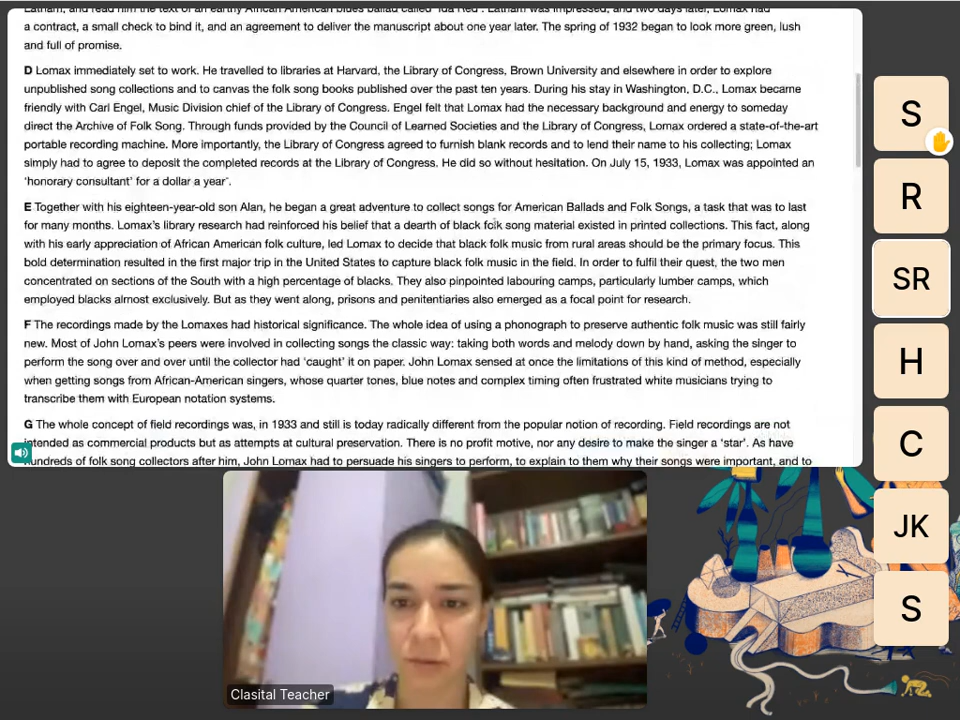 Latham, and read him the text of an earthy African American blues ballad called 'Ida Red'. Latham was impressed, and two days later, Lomax had
a contract, a small check to bind it, and an agreement to deliver the manuscript about one year later. The spring of 1932 began to look more green, lush
and full of promise.
D Lomax immediately set to work. He travelled to libraries at Harvard, the Library of Congress, Brown University and elsewhere in order to explore
unpublished song collections and to canvas the folk song books published over the past ten years. During his stay in Washington, D.C., Lomax became
friendly with Carl Engel, Music Division chief of the Library of Congress. Engel felt that Lomax had the necessary background and energy to someday
direct the Archive of Folk Song. Through funds provided by the Council of Learned Societies and the Library of Congress, Lomax ordered a state-of-the-art
portable recording machine. More importantly, the Library of Congress agreed to furnish blank records and to lend their name to his collecting; Lomax
simply had to agree to deposit the completed records at the Library of Congress. He did so without hesitation. On July 15, 1933, Lomax was appointed an
'honorary consultant' for a dollar a year¨.
E Together with his eighteen-year-old son Alan, he began a great adventure to collect songs for American Ballads and Folk Songs, a task that was to last
for many months. Lomax's library research had reinforced his belief that a dearth of black folk song material existed in printed collections. This fact, along
with his early appreciation of African American folk culture, led Lomax to decide that black folk music from rural areas should be the primary focus. This
bold determination resulted in the first major trip in the United States to capture black folk music in the field. In order to fulfil their quest, the two men
concentrated on sections of the South with a high percentage of blacks. They also pinpointed labouring camps, particularly lumber camps, which
employed blacks almost exclusively. But as they went along, prisons and penitentiaries also emerged as a focal point for research.
F The recordings made by the Lomaxes had historical significance. The whole idea of using a phonograph to preserve authentic folk music was still fairly
new. Most of John Lomax's peers were involved in collecting songs the classic way: taking both words and melody down by hand, asking the singer to
perform the song over and over until the collector had 'caught' it on paper. John Lomax sensed at once the limitations of this kind of method, especially
when getting songs from African-American singers, whose quarter tones, blue notes and complex timing often frustrated white musicians trying to
transcribe them with European notation systems.
G The whole concept of field recordings was, in 1933 and still is today radically different from the popular notion of recording. Field recordings are not
intended as commercial products but as attempts at cultural preservation. There is no profit motive, nor any desire to make the singer a 'star'. As have
hundreds of folk song collectors after him, John Lomax had to persuade his singers to perform, to explain to them why their songs were important, and to
S
R
SR
H
C
JK
S
Clasital Teacher